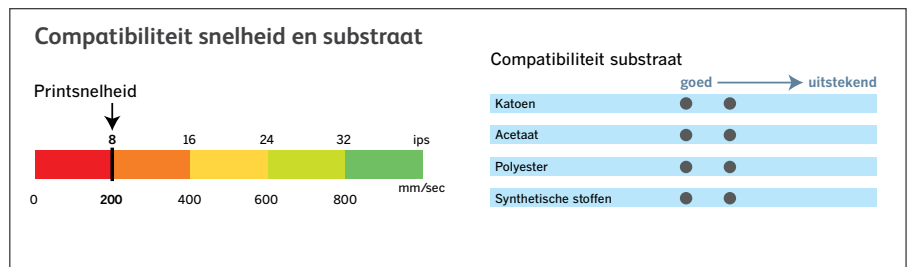 Compatibiliteit snelheid en substraat
Printsnelheid
8 16 24 32 ips
0 200 400 600 800 mm/sec
Compatibiliteit substraat
goed uitstekend
Katoen
Acetaat
Polyester
Synthetische stoffen